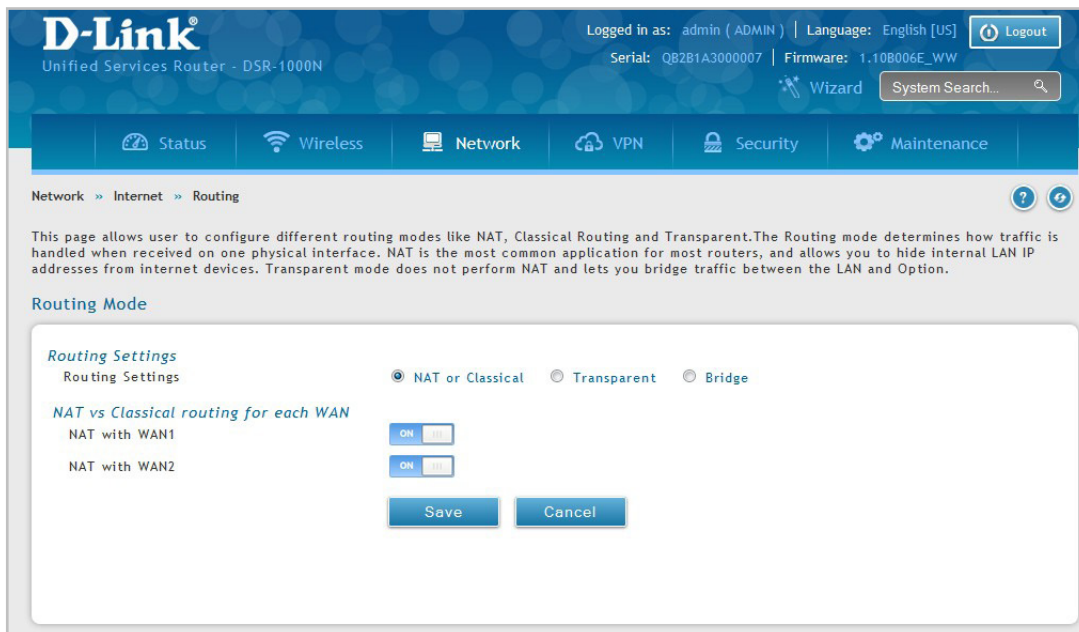 D-Link®
Unified Services Router - DSR-1000N
Logged in as: admin ( ADMIN ) | Language: English [US]
Logout
Serial: QB2B1A3000007 | Firmware: 1.10B006E_WW
Wizard
System Search...
Status
Wireless
Network
VPN
Security
Maintenance
Network » Internet » Routing
?
This page allows user to configure different routing modes like NAT, Classical Routing and Transparent.The Routing mode determines how traffic is
handled when received on one physical interface. NAT is the most common application for most routers, and allows you to hide internal LAN IP
addresses from internet devices. Transparent mode does not perform NAT and lets you bridge traffic between the LAN and Option.
Routing Mode
Routing Settings
Routing Settings
NAT or Classical
Transparent
Bridge
NAT vs Classical routing for each WAN
NAT with WAN1
ON
NAT with WAN2
ON
Save
Cancel